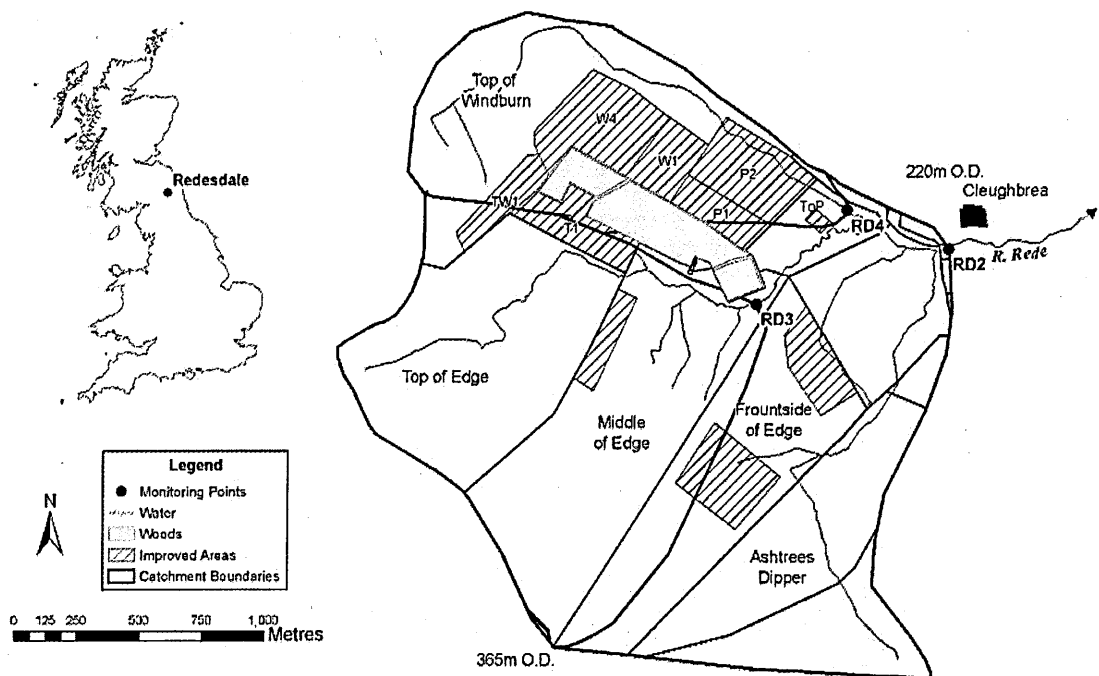 Redesdale
Top of
Windburn
W4
W1
P2
TW1
T1
P1
ToP
RD4
220m O.D.
Cleughbrea
RD2
R. Rede
RD3
Top of Edge
Middle
of Edge
Frountside
of Edge
Ashtrees
Dipper
365m O.D.
N
Legend
Monitoring Points
Water
Woods
Improved Areas
Catchment Boundaries
0 125 250 500 750 1,000
Metres